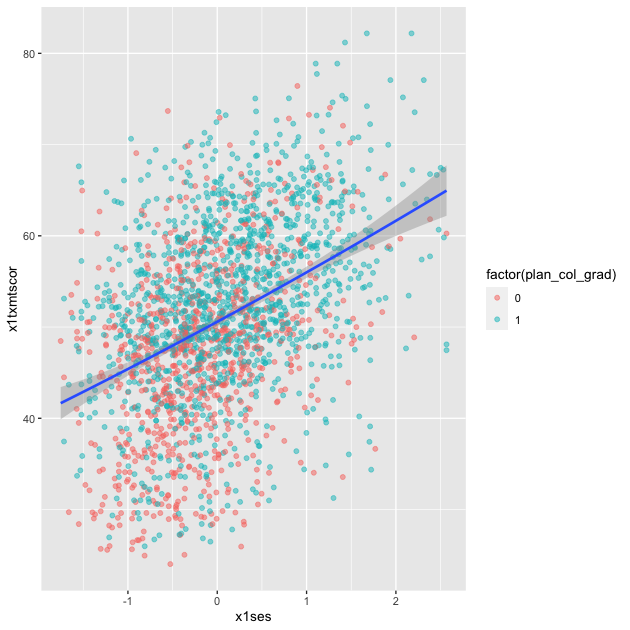 80
60
40
x1txmtscor
-1 0 1 2
x1ses
factor(plan_col_grad)
0
1